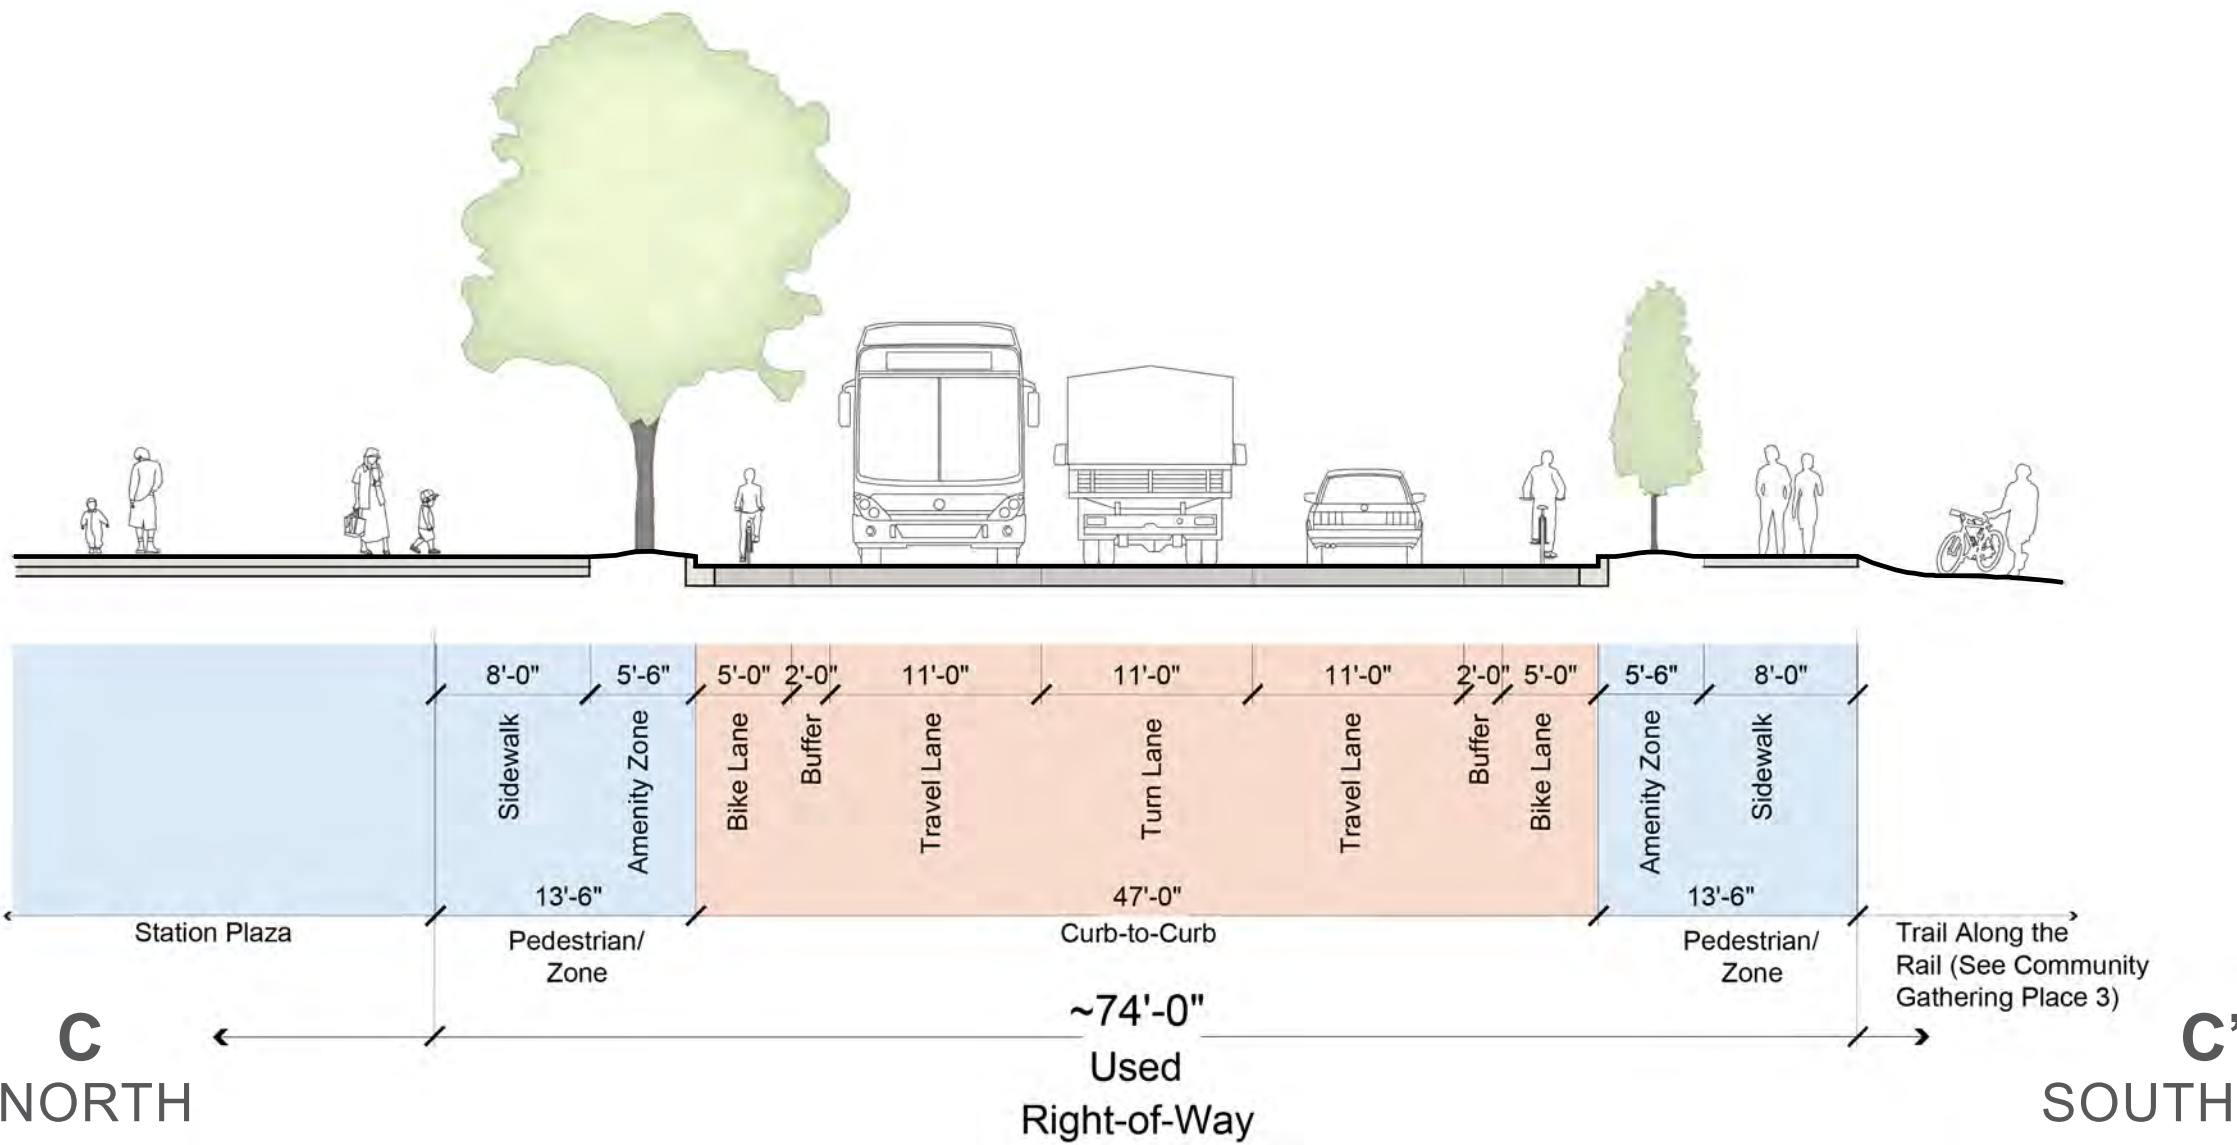 8'-0" 5'-6" 5'-0" 2'-0" 11'-0" 11'-0" 11'-0" 2'-0" 5'-0" 5'-6" 8'-0"
Sidewalk
Amenity Zone
Bike Lane
Buffer
Travel Lane
Turn Lane
Travel Lane
Buffer
Bike Lane
Amenity Zone
Sidewalk
13'-6" 47'-0" 13'-6"
Station Plaza
Pedestrian/
Zone
Curb-to-Curb
Pedestrian/
Zone
Trail Along the
Rail (See Community
Gathering Place 3)
~74'-0"
Used
Right-of-Way
C
NORTH
C'
SOUTH